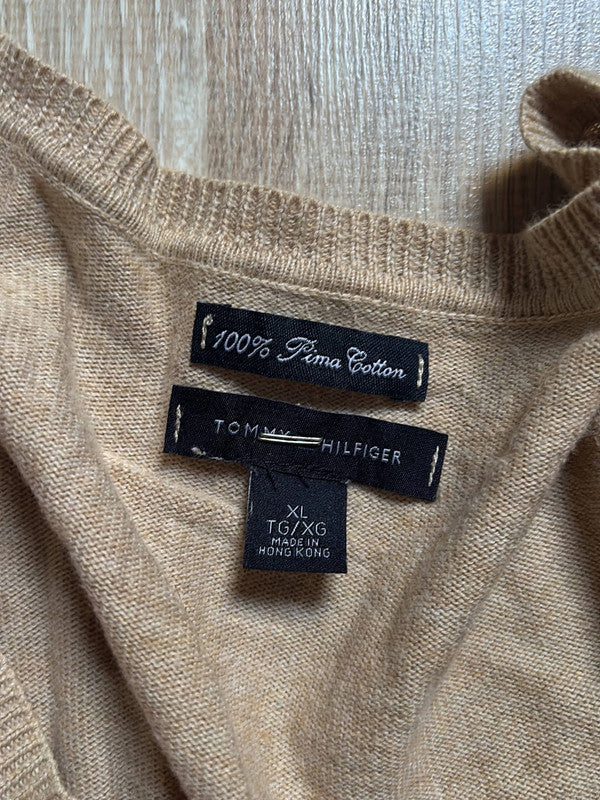 100% Pima Cotton
TOMMY HILFIGER
XL
TG/XG
MADE IN
HONG KONG